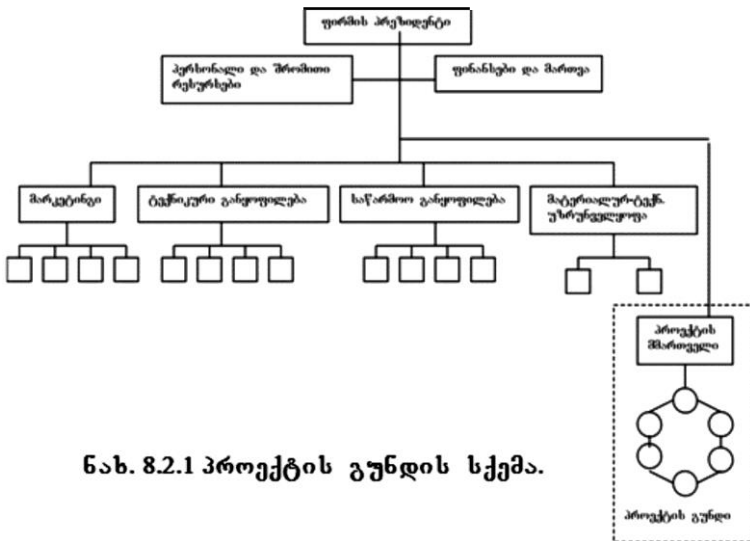 ფირმის პრეზიდენტი
პერსონალი და შრომითი
რესურსები
ფინანსები და მართვა
მარკეტინგი
ტექნიკური განყოფილება
საწარმოო განყოფილება
მატერიალურ-ტექნ.
უზრუნველყოფა
პროექტის
მმართველი
ნახ. 8.2.1 პროექტის გუნდის სქემა.
პროექტის გუნდი